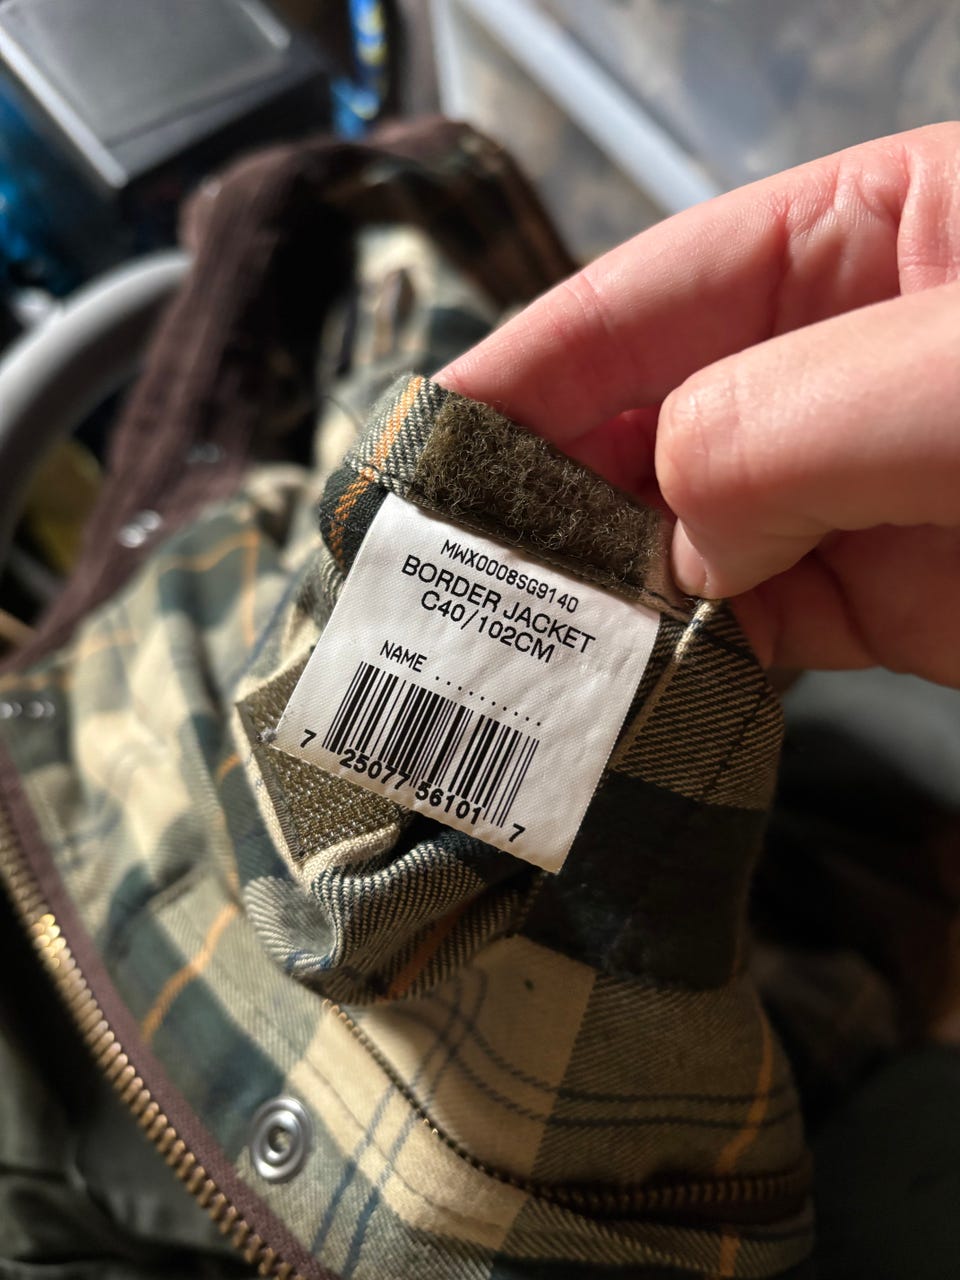 MWX0008SG9140
BORDER JACKET
C40/102CM
NAME ...........
7 25077 56101 7